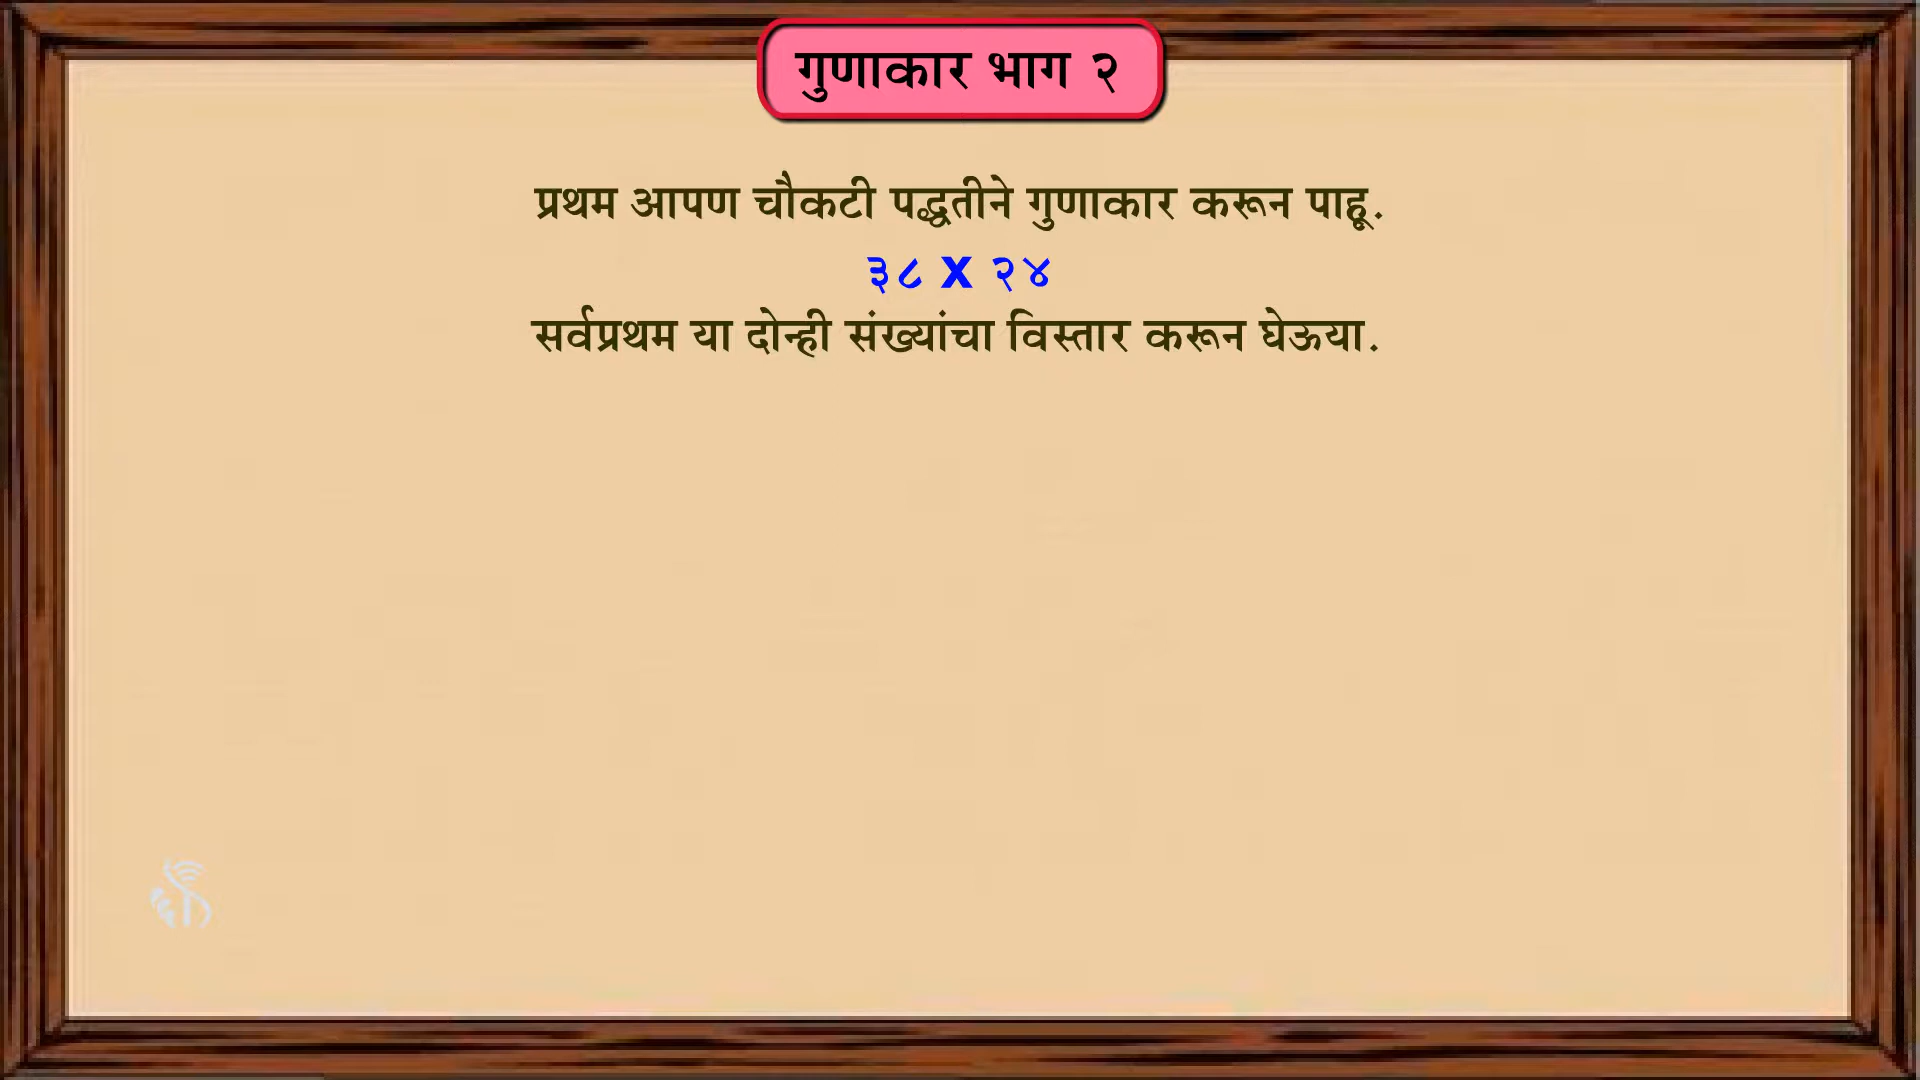 गुणाकार भाग २
प्रथम आपण चौकटी पद्धतीने गुणाकार करून पाहू.
३८ X २४
सर्वप्रथम या दोन्ही संख्यांचा विस्तार करून घेऊया.